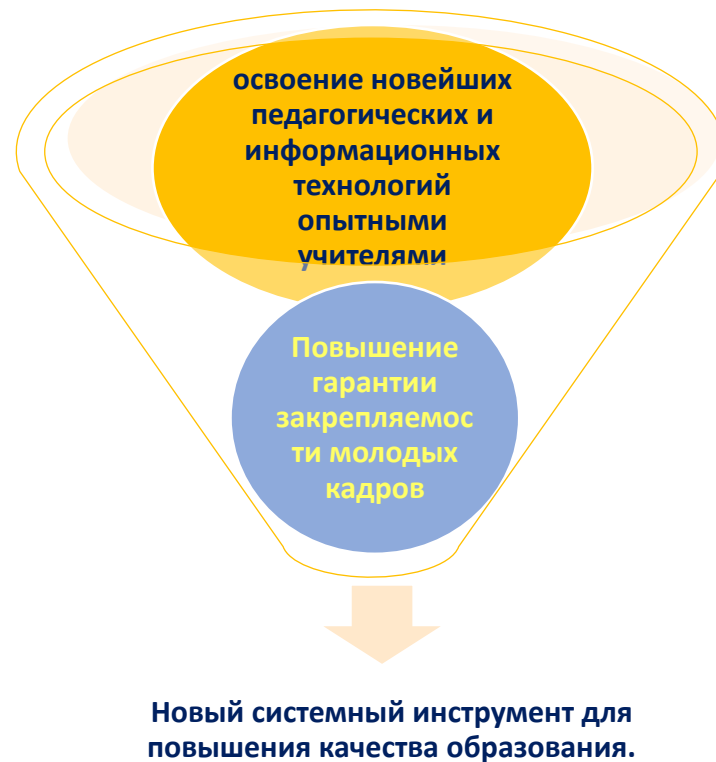 освоение новейших
педагогических и
информационных
технологий
опытными
учителями
Повышение
гарантии
закрепляемос
ти молодых
кадров
Новый системный инструмент для
повышения качества образования.